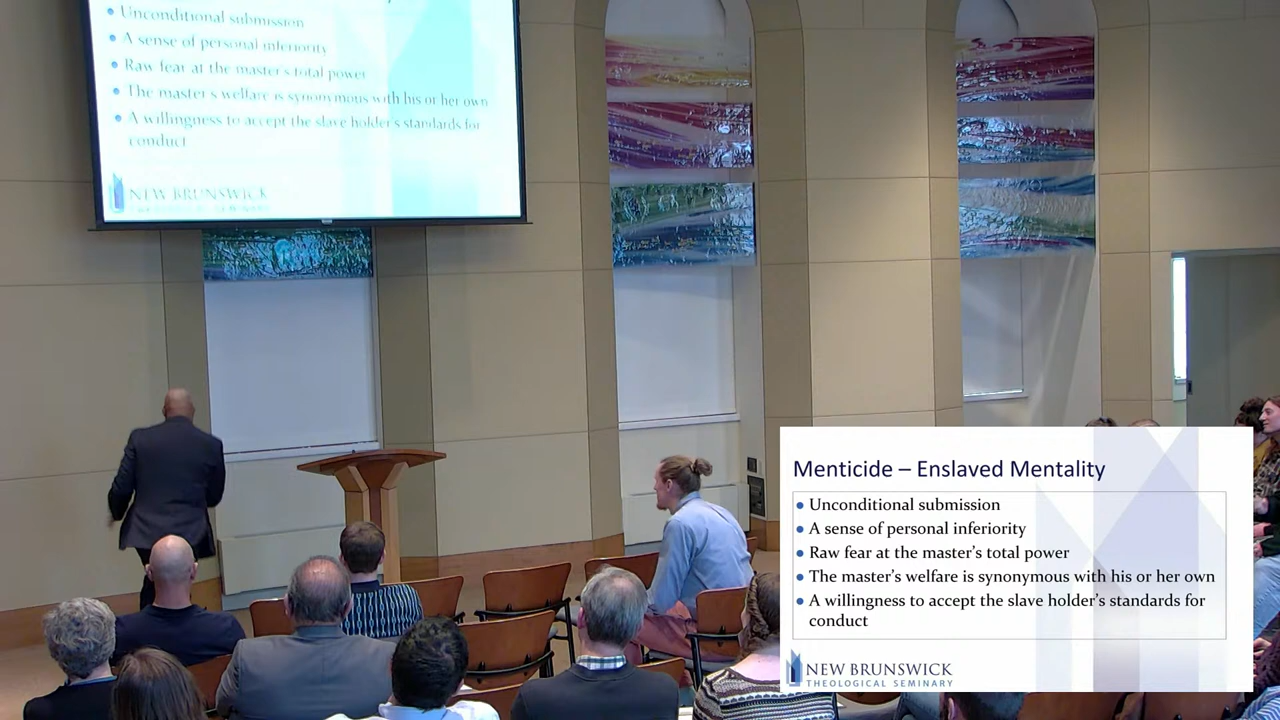 Unconditional submission
A sense of personal inferiority
Raw fear at the master's total power
The master's welfare is synonymous with his or her own
A willingness to accept the slave holder's standards for
conduct
NEW BRUNSWICK
THEOLOGICAL SEMINARY
Menticide – Enslaved Mentality
Unconditional submission
A sense of personal inferiority
Raw fear at the master's total power
The master's welfare is synonymous with his or her own
A willingness to accept the slave holder's standards for
conduct
NEW BRUNSWICK
THEOLOGICAL SEMINARY